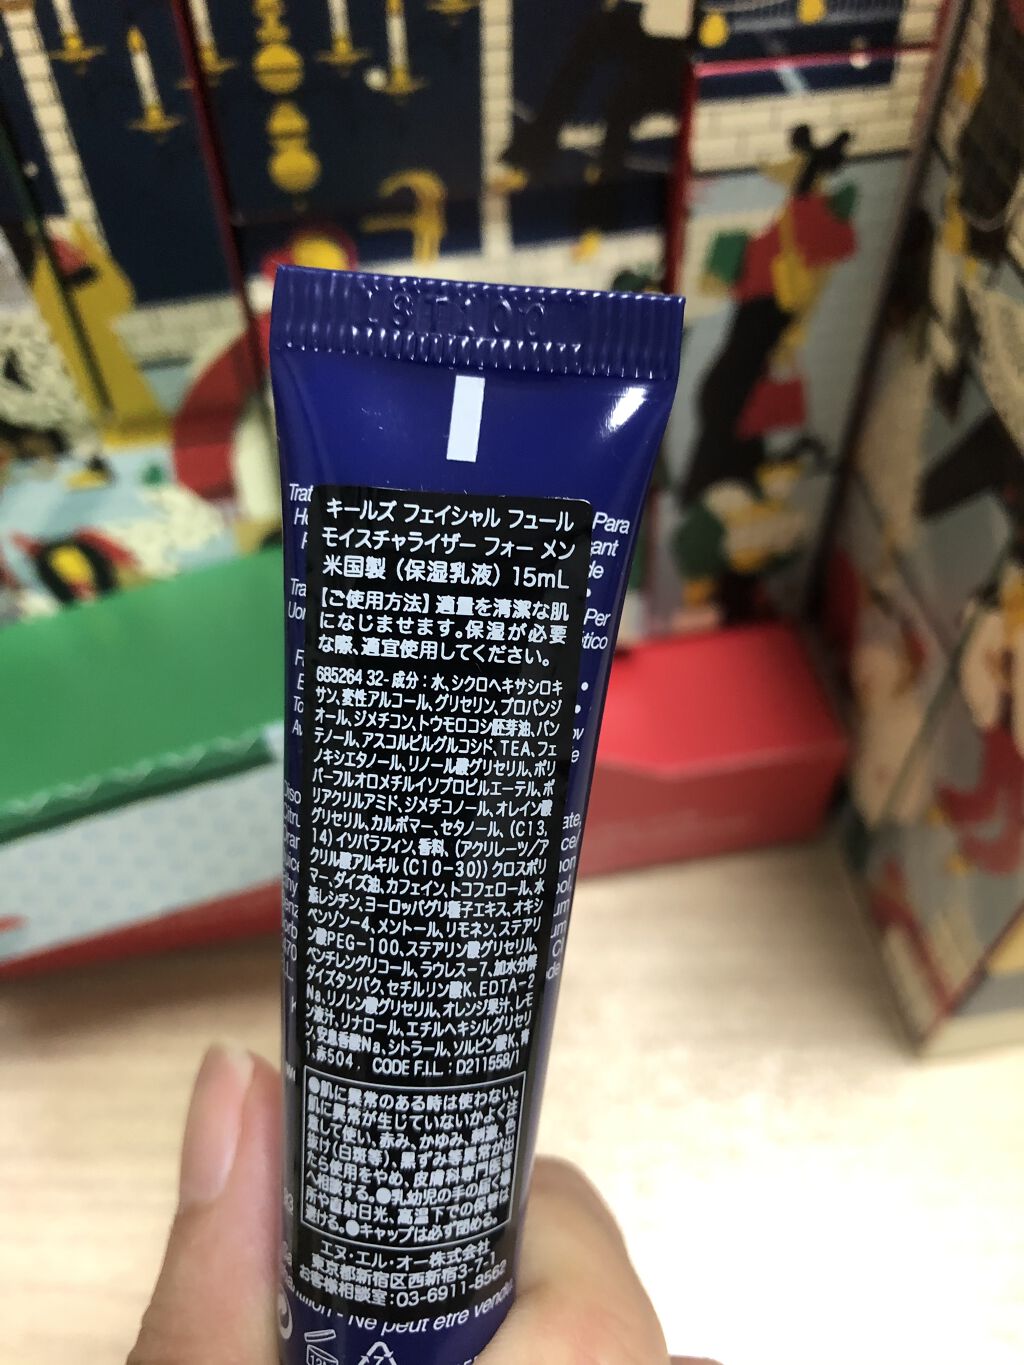 キールズ フェイシャル フュール
モイスチャライザー フォー メン
米国製（保湿乳液）15mL
【ご使用方法】適量を清潔な肌
になじませます。保湿が必要
な際、適宜使用してください。
685264 32-成分：水、シクロヘキサシロキ
サン、変性アルコール、グリセリン、プロパンジ
オール、ジメチコン、トウモロコシ胚芽油、パン
テノール、アスコルビルグルコシド、TEA、フェ
ノキシエタノール、リノール酸グリセリル、ポリ
パーフルオロメチルイソプロピルエーテル、ポ
リアクリルアミド、ジメチコノール、オレイン酸
グリセリル、カルボマー、セタノール、（C13,
14）イソパラフィン、香料、（アクリレーツ/ア
クリル酸アルキル（C10-30））クロスポリ
マー、ダイズ油、カフェイン、トコフェロール、水
添レシチン、ヨーロッパグリ種子エキス、オキシ
ベンゾン-4、メントール、リモネン、ステアリ
ン酸PEG-100、ステアリン酸グリセリル、
ペンチレングリコール、ラウレス-7、加水分解
ダイズタンパク、セチルリン酸K、EDTA-2
Na、リノレン酸グリセリル、オレンジ果汁、レモ
ン液汁、リナロール、エチルヘキシルグリセリ
ン、安息香酸Na、シトラール、ソルビン酸K、青
1、赤504． CODE F.I.L. : D211558/1
●肌に異常のある時は使わない。
肌に異常が生じていないかよく注
意して使い、赤み、かゆみ、刺激、色
抜け（白斑等）、黒ずみ等異常が出
たら使用をやめ、皮膚科専門医等
へ相談する。●乳幼児の手の届く場
所や直射日光、高温下での保管は
避ける。●キャップは必ず閉める。
エヌ・エル・オー株式会社
東京都新宿区西新宿3-7-1
お客様相談室：03-6911-8562
Ne peut etre vendu